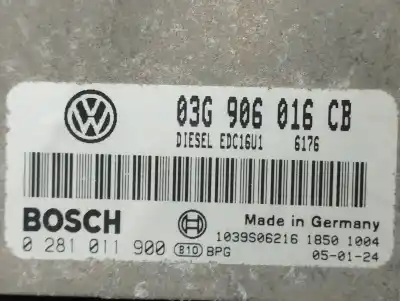 03G 906 016 CB
DIESEL EDC16U1 6176
BOSCH
Made in Germany
0 281 011 900 B10 BPG
1039S06216 1850 1004
05-01-24